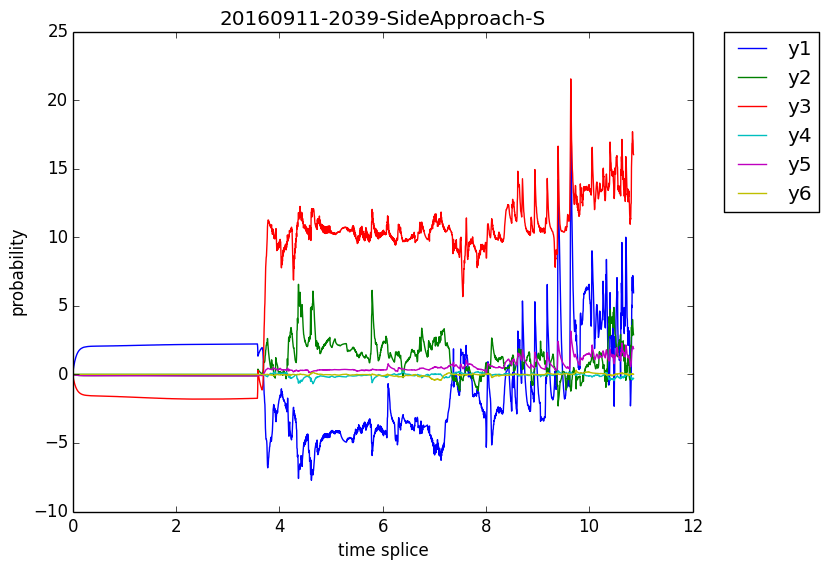 20160911-2039-SideApproach-S
25
20
15
10
5
0
−5
−10
probability
0 2 4 6 8 10 12
time splice
y1
y2
y3
y4
y5
y6